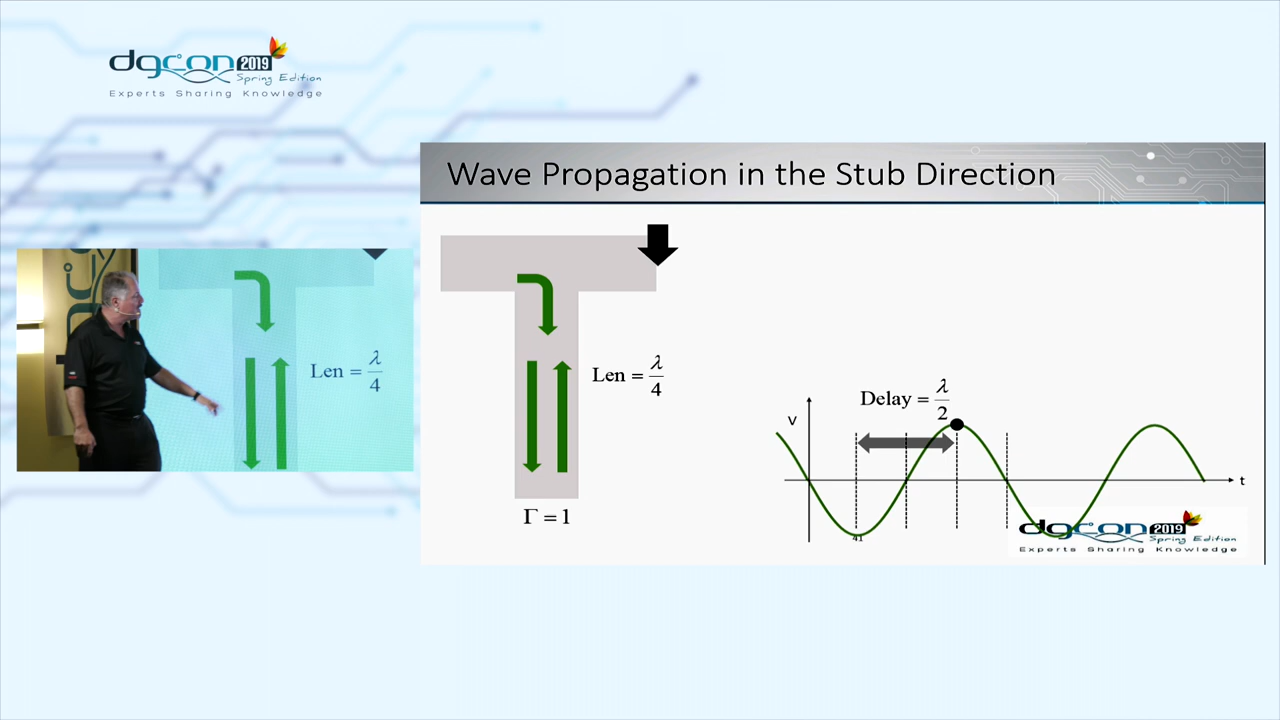 dgcon 2019
Spring Edition
Experts Sharing Knowledge
Wave Propagation in the Stub Direction
Len = λ/4
Len = λ/4
Γ = 1
Delay = λ/2
V
t
41
dgcon 2019
Spring Edition
Experts Sharing Knowledge